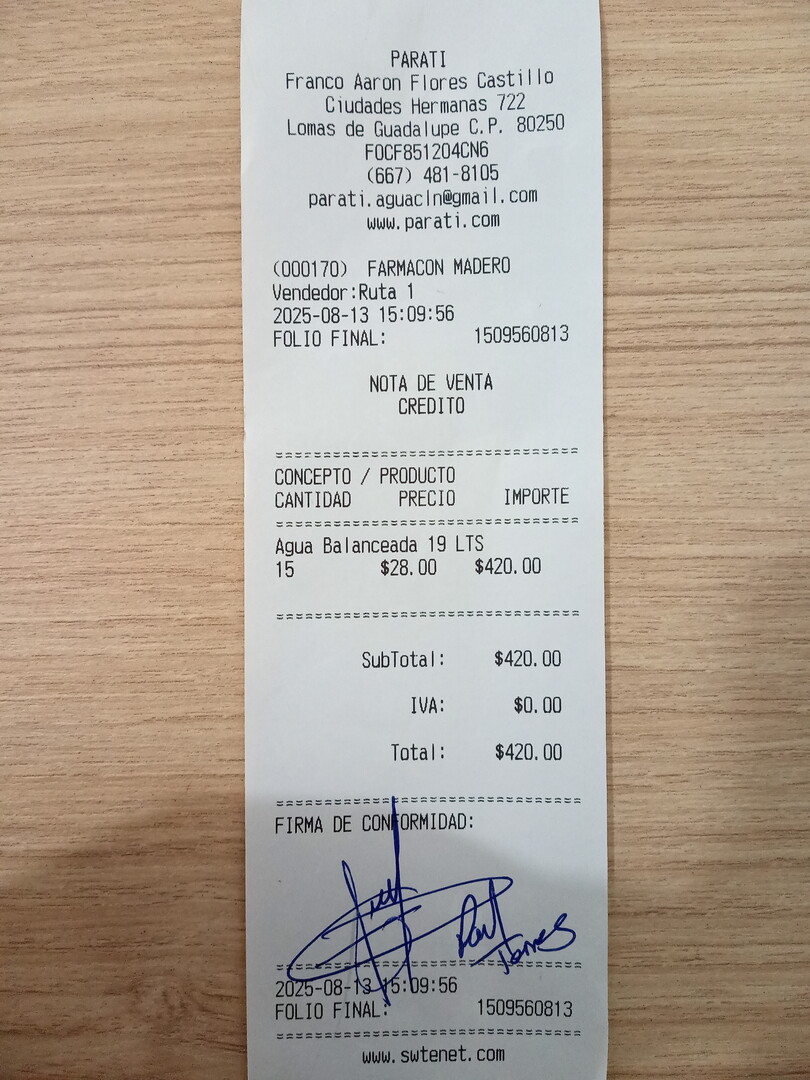 PARATI
Franco Aaron Flores Castillo
Ciudades Hermanas 722
Lomas de Guadalupe C.P. 80250
FOCF851204CN6
(667) 481-8105
parati.aguacln@gmail.com
www.parati.com
(000170) FARMACON MADERO
Vendedor:Ruta 1
2025-08-13 15:09:56
FOLIO FINAL: 1509560813
NOTA DE VENTA
CREDITO
================================
CONCEPTO / PRODUCTO
CANTIDAD PRECIO IMPORTE
================================
Agua Balanceada 19 LTS
15 $28.00 $420.00
================================
SubTotal: $420.00
IVA: $0.00
Total: $420.00
================================
FIRMA DE CONFORMIDAD:
Torres
================================
2025-08-13 15:09:56
FOLIO FINAL: 1509560813
================================
www.swtenet.com